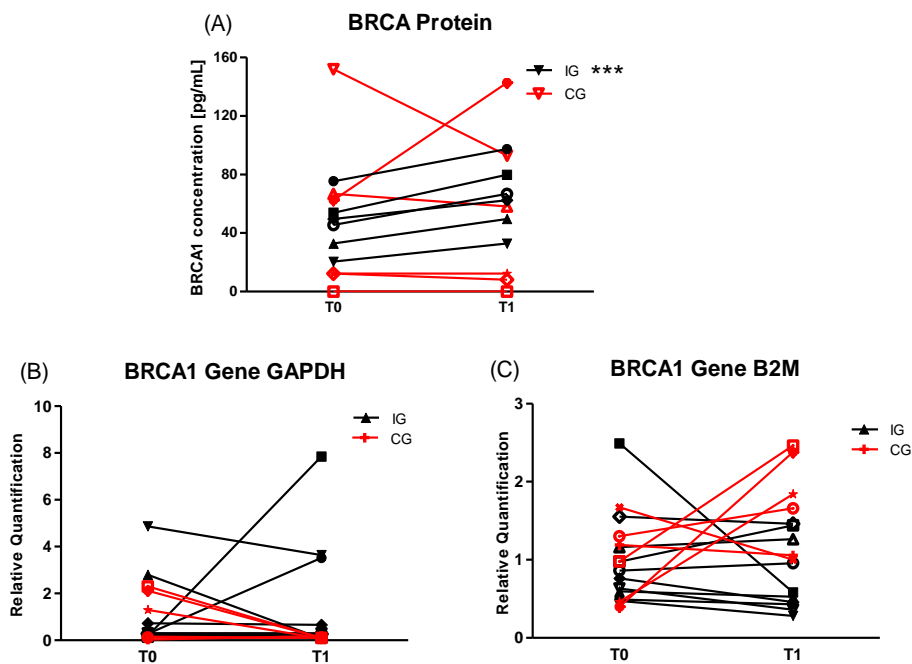 (A) BRCA Protein
BRCA1 concentration [pg/mL]
160
120
80
40
0
T0 T1
IG ***
CG
(B) BRCA1 Gene GAPDH
Relative Quantification
10
8
6
4
2
0
T0 T1
IG
CG
(C) BRCA1 Gene B2M
Relative Quantification
3
2
1
0
T0 T1
IG
CG